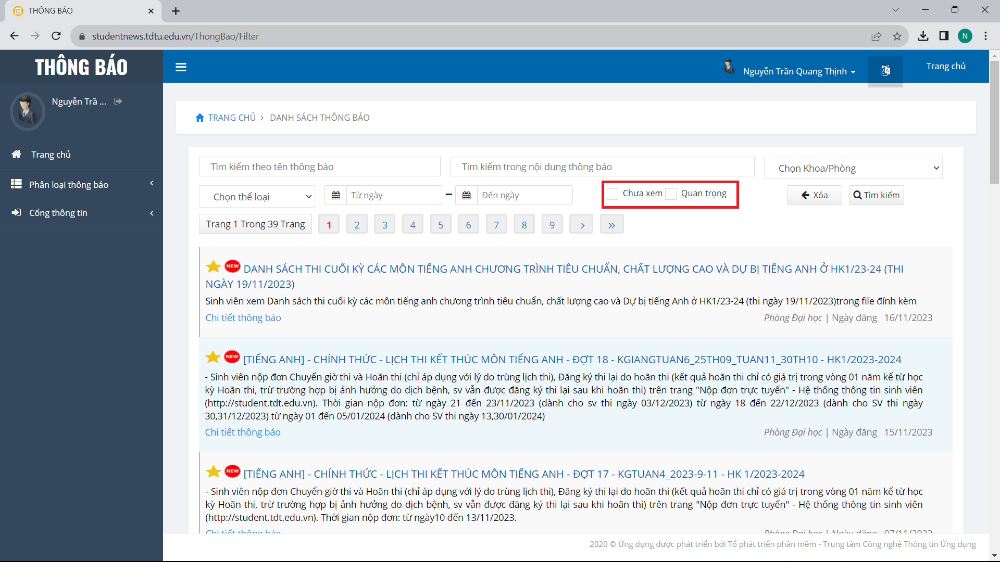 THÔNG BÁO
studentnews.tdtu.edu.vn/ThongBao/Filter
N
THÔNG BÁO
Nguyễn Trần Quang Thịnh
Trang chủ
Nguyễn Trầ ...
TRANG CHỦ > DANH SÁCH THÔNG BÁO
Trang chủ
Phân loại thông báo
Cổng thông tin
Tìm kiếm theo tên thông báo
Tim kiếm trong nội dung thông báo
Chọn Khoa/Phòng
Chọn thể loại
Từ ngày
Đến ngày
Chưa xem
Quan trọng
Xóa
Tìm kiếm
Trang 1 Trong 39 Trang
1 2 3 4 5 6 7 8 9 › »
NEW DANH SÁCH THI CUỐI KỲ CÁC MÔN TIẾNG ANH CHƯƠNG TRÌNH TIÊU CHUẨN, CHẤT LƯỢNG CAO VÀ DỰ BỊ TIẾNG ANH Ở HK1/23-24 (THI
NGÀY 19/11/2023)
Sinh viên xem Danh sách thi cuối kỳ các môn tiếng anh chương trình tiêu chuẩn, chất lượng cao và Dự bị tiếng Anh ở HK1/23-24 (thi ngày 19/11/2023)trong file đính kèm
Chi tiết thông báo
Phòng Đại học | Ngày đăng 16/11/2023
NEW [TIẾNG ANH] - CHÍNH THỨC - LỊCH THI KẾT THÚC MÔN TIẾNG ANH - ĐỢT 18 - KGIANGTUAN6_25TH09_TUAN11_30TH10 - HK1/2023-2024
- Sinh viên nộp đơn Chuyển giờ thi và Hoãn thi (chỉ áp dụng với lý do trùng lịch thi), Đăng ký thi lại do hoãn thi (kết quả hoãn thi chỉ có giá trị trong vòng 01 năm kể từ học
kỳ Hoãn thi, trừ trường hợp bị ảnh hưởng do dịch bệnh, sv vẫn được đăng ký thi lại sau khi hoãn thi) trên trang "Nộp đơn trực tuyến" - Hệ thống thông tin sinh viên
(http://student.tdt.edu.vn). Thời gian nộp đơn: từ ngày 21 đến 23/11/2023 (dành cho sv thi ngày 03/12/2023) từ ngày 18 đến 22/12/2023 (dành cho SV thi ngày
30,31/12/2023) từ ngày 01 đến 05/01/2024 (dành cho SV thi ngày 13,30/01/2024)
Chi tiết thông báo
Phòng Đại học | Ngày đăng 15/11/2023
NEW [TIẾNG ANH] - CHÍNH THỨC - LỊCH THI KẾT THÚC MÔN TIẾNG ANH - ĐỢT 17 - KGTUAN4_2023-9-11 - HK 1/2023-2024
- Sinh viên nộp đơn Chuyển giờ thi và Hoãn thi (chỉ áp dụng với lý do trùng lịch thi), Đăng ký thi lại do hoãn thi (kết quả hoãn thi chỉ có giá trị trong vòng 01 năm kể từ học
kỳ Hoãn thi, trừ trường hợp bị ảnh hưởng do dịch bệnh, sv vẫn được đăng ký thi lại sau khi hoãn thi) trên trang "Nộp đơn trực tuyến" - Hệ thống thông tin sinh viên
(http://student.tdt.edu.vn). Thời gian nộp đơn: từ ngày10 đến 13/11/2023.
Chi tiết thông báo
Phòng Đại học | Ngày đăng 07/11/2023
2020 © Ứng dụng được phát triển bởi Tổ phát triển phần mềm - Trung tâm Công nghệ Thông tin Ứng dụng